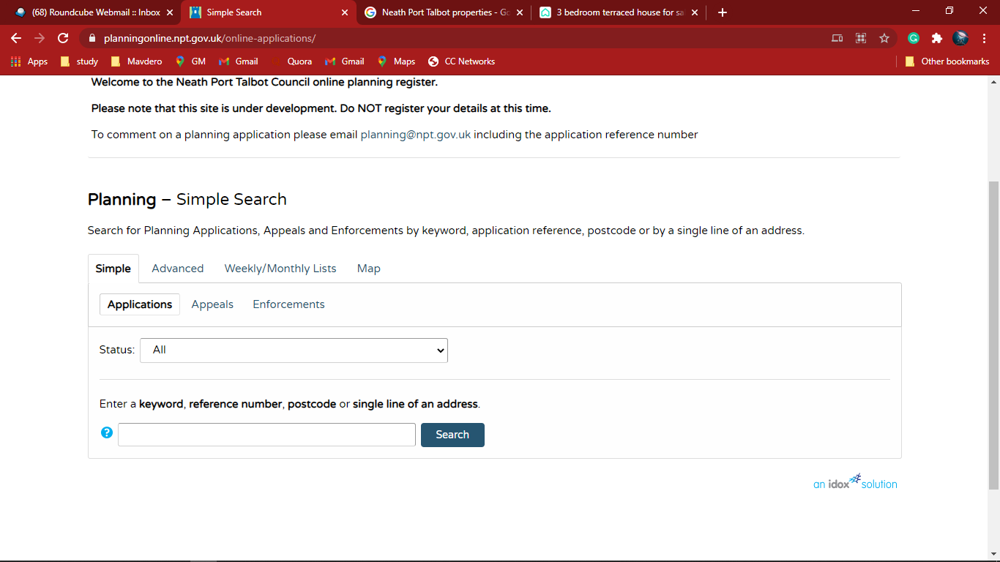 (68) Roundcube Webmail :: Inbox
Simple Search
Neath Port Talbot properties - Go
3 bedroom terraced house for sa
planningonline.npt.gov.uk/online-applications/
Apps study Mavdero GM Gmail Quora Gmail Maps CC Networks Other bookmarks
Welcome to the Neath Port Talbot Council online planning register.
Please note that this site is under development. Do NOT register your details at this time.
To comment on a planning application please email planning@npt.gov.uk including the application reference number
Planning – Simple Search
Search for Planning Applications, Appeals and Enforcements by keyword, application reference, postcode or by a single line of an address.
Simple Advanced Weekly/Monthly Lists Map
Applications Appeals Enforcements
Status: All
Enter a keyword, reference number, postcode or single line of an address.
? Search
an idox solution